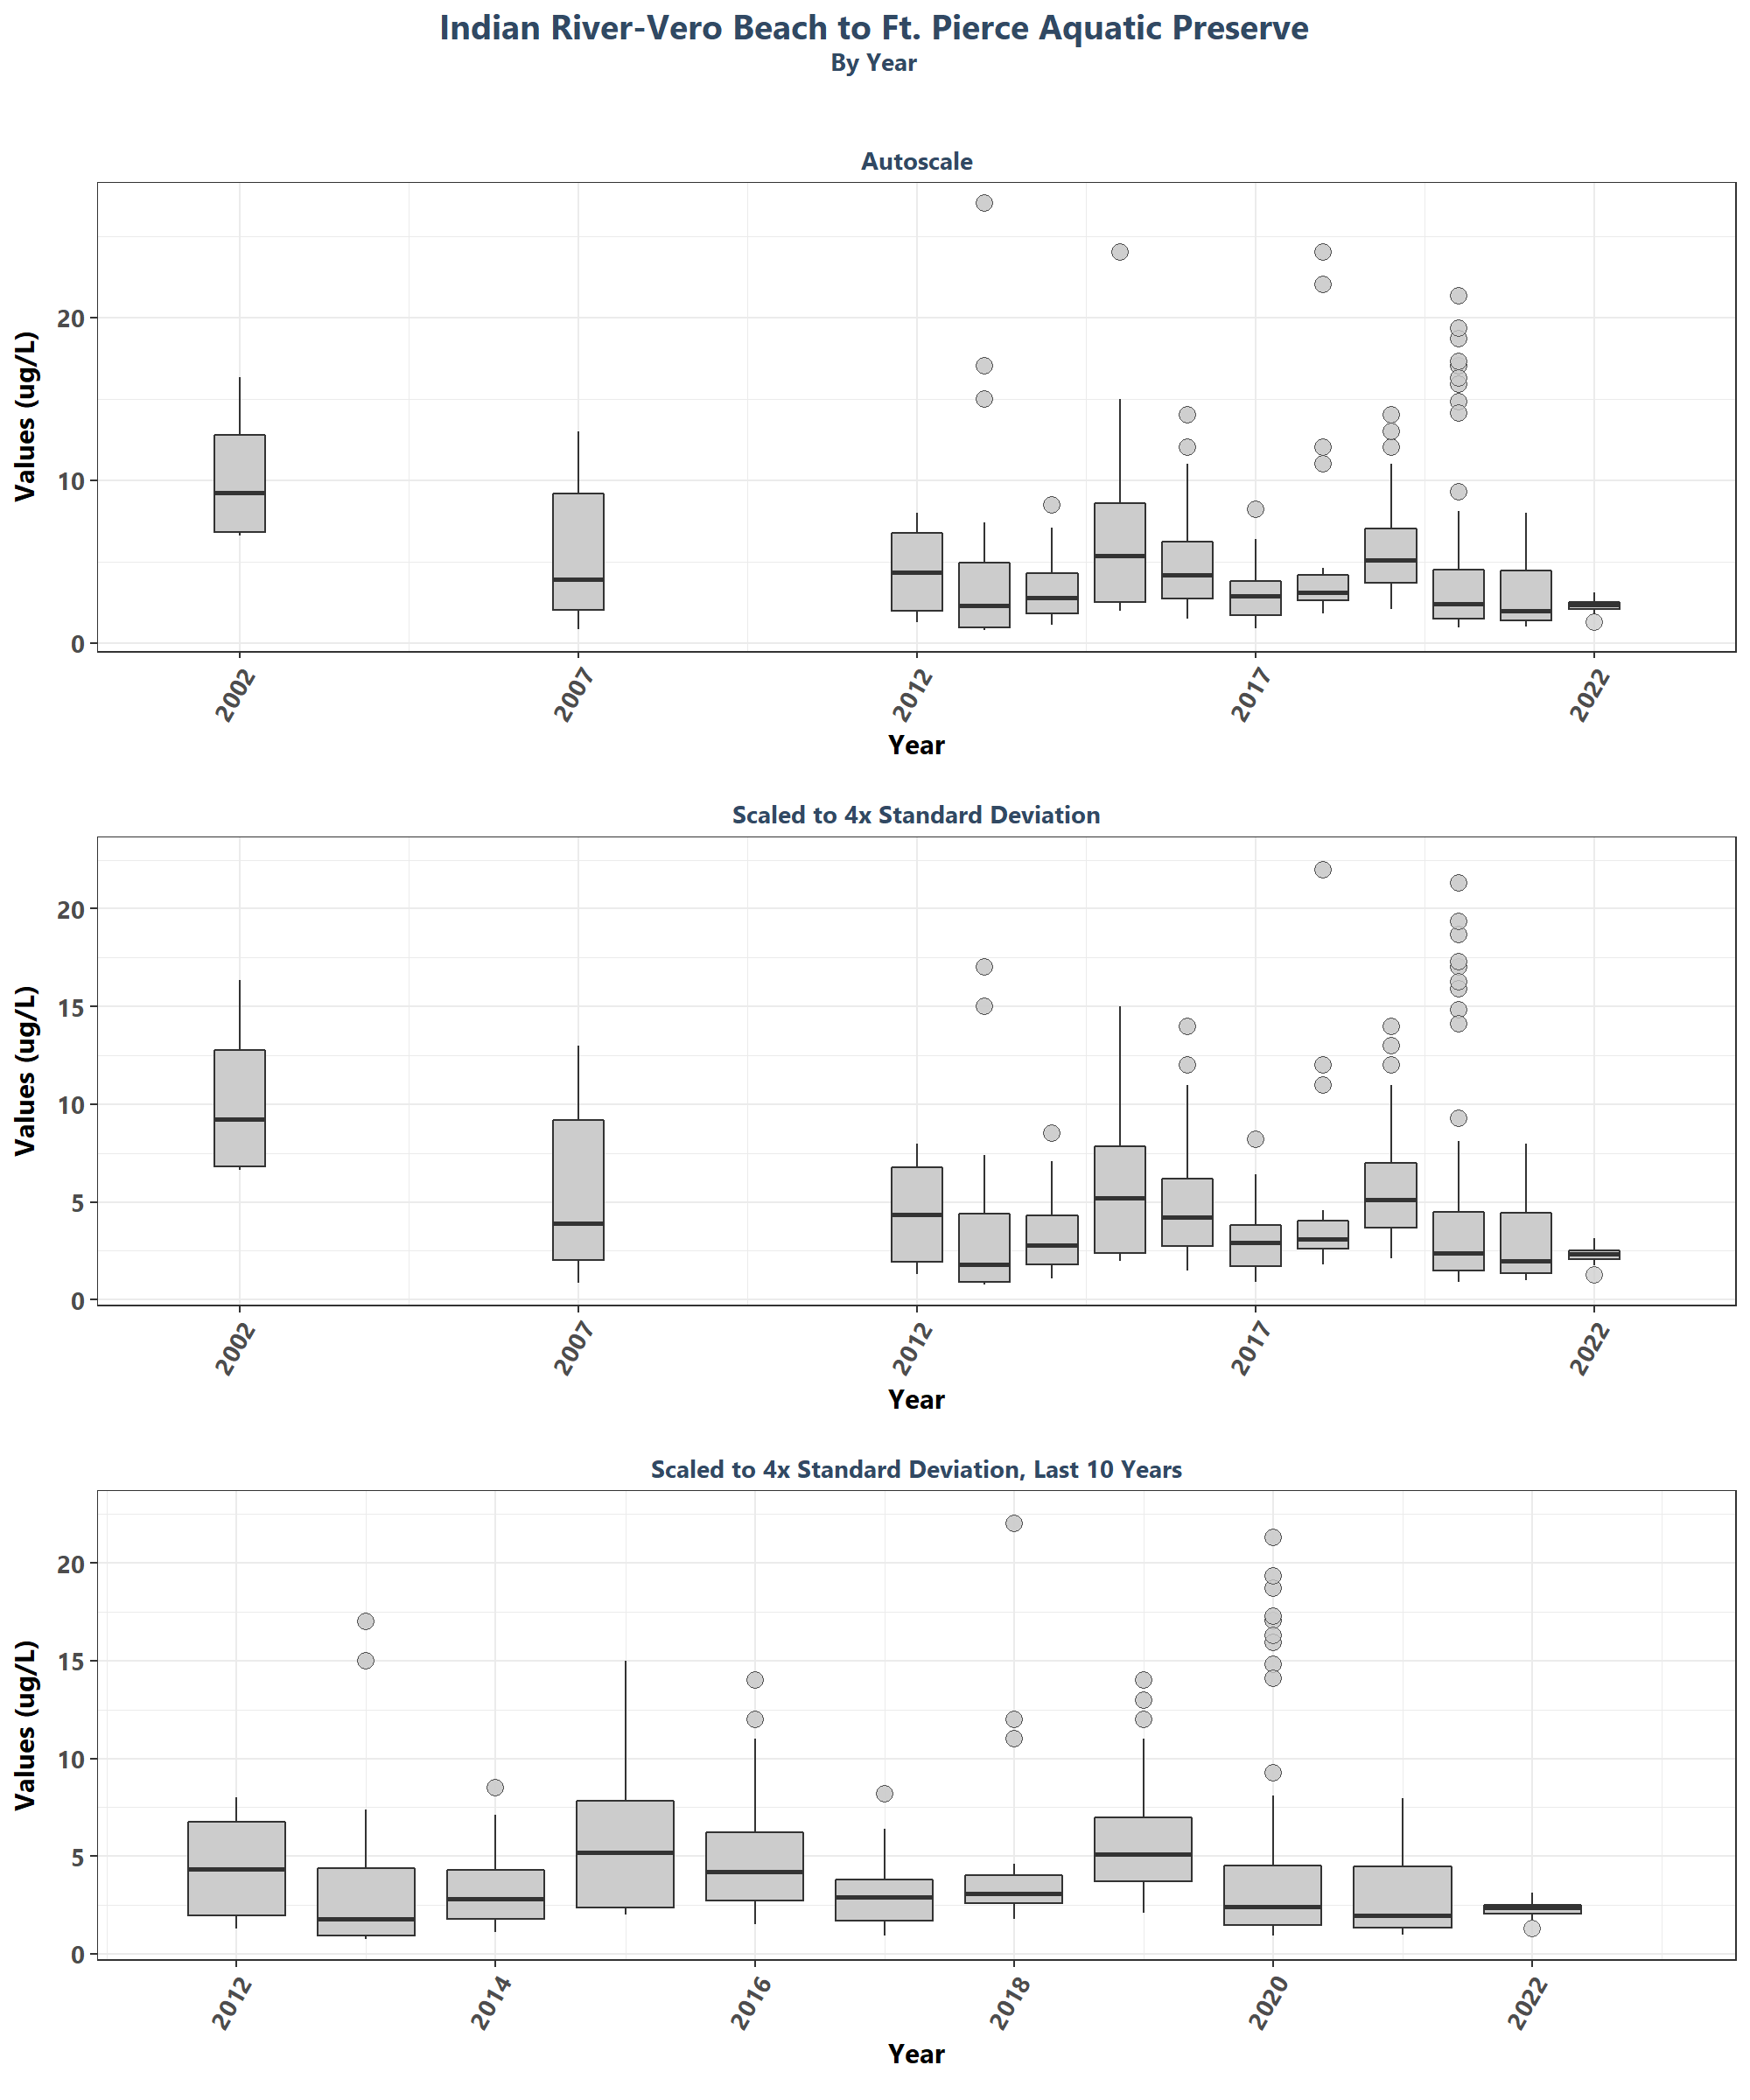 Indian River-Vero Beach to Ft. Pierce Aquatic Preserve
By Year
Autoscale
Values (ug/L)
20
10
0
2002
2007
2012
2017
2022
Year
Scaled to 4x Standard Deviation
Values (ug/L)
20
15
10
5
0
2002
2007
2012
2017
2022
Year
Scaled to 4x Standard Deviation, Last 10 Years
Values (ug/L)
20
15
10
5
0
2012
2014
2016
2018
2020
2022
Year